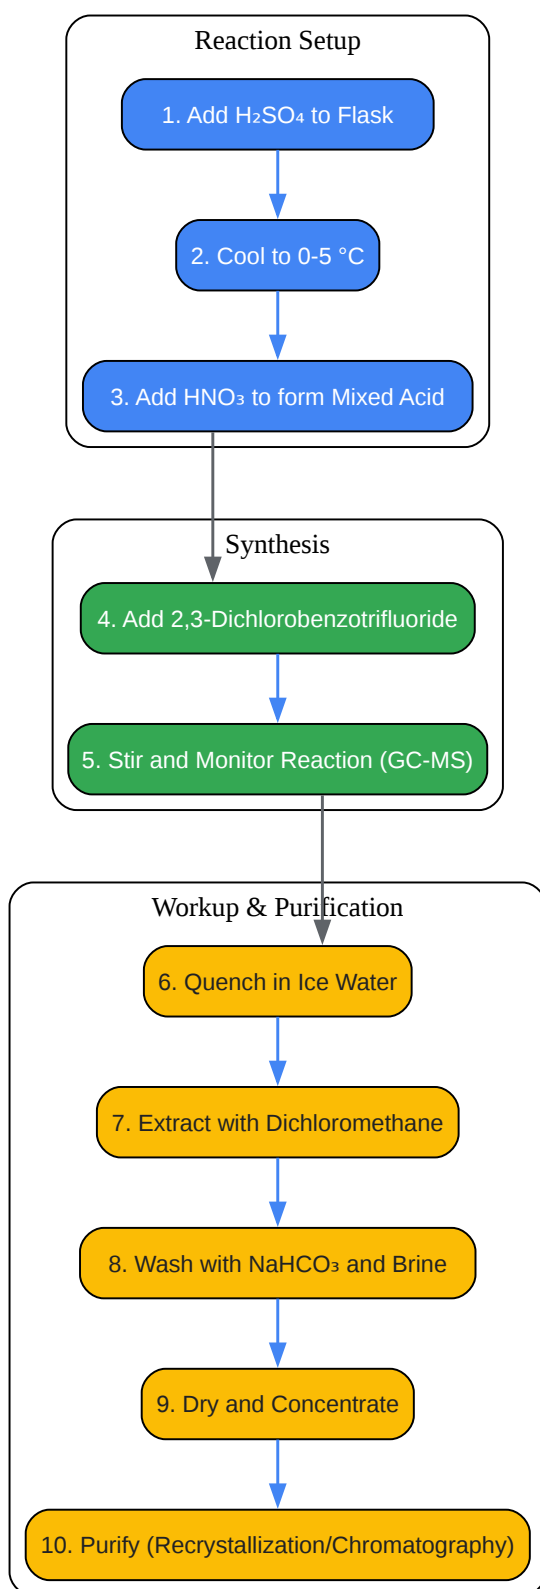 Reaction Setup
1. Add H₂SO₄ to Flask
2. Cool to 0-5 °C
3. Add HNO₃ to form Mixed Acid
Synthesis
4. Add 2,3-Dichlorobenzotrifluoride
5. Stir and Monitor Reaction (GC-MS)
Workup & Purification
6. Quench in Ice Water
7. Extract with Dichloromethane
8. Wash with NaHCO₃ and Brine
9. Dry and Concentrate
10. Purify (Recrystallization/Chromatography)